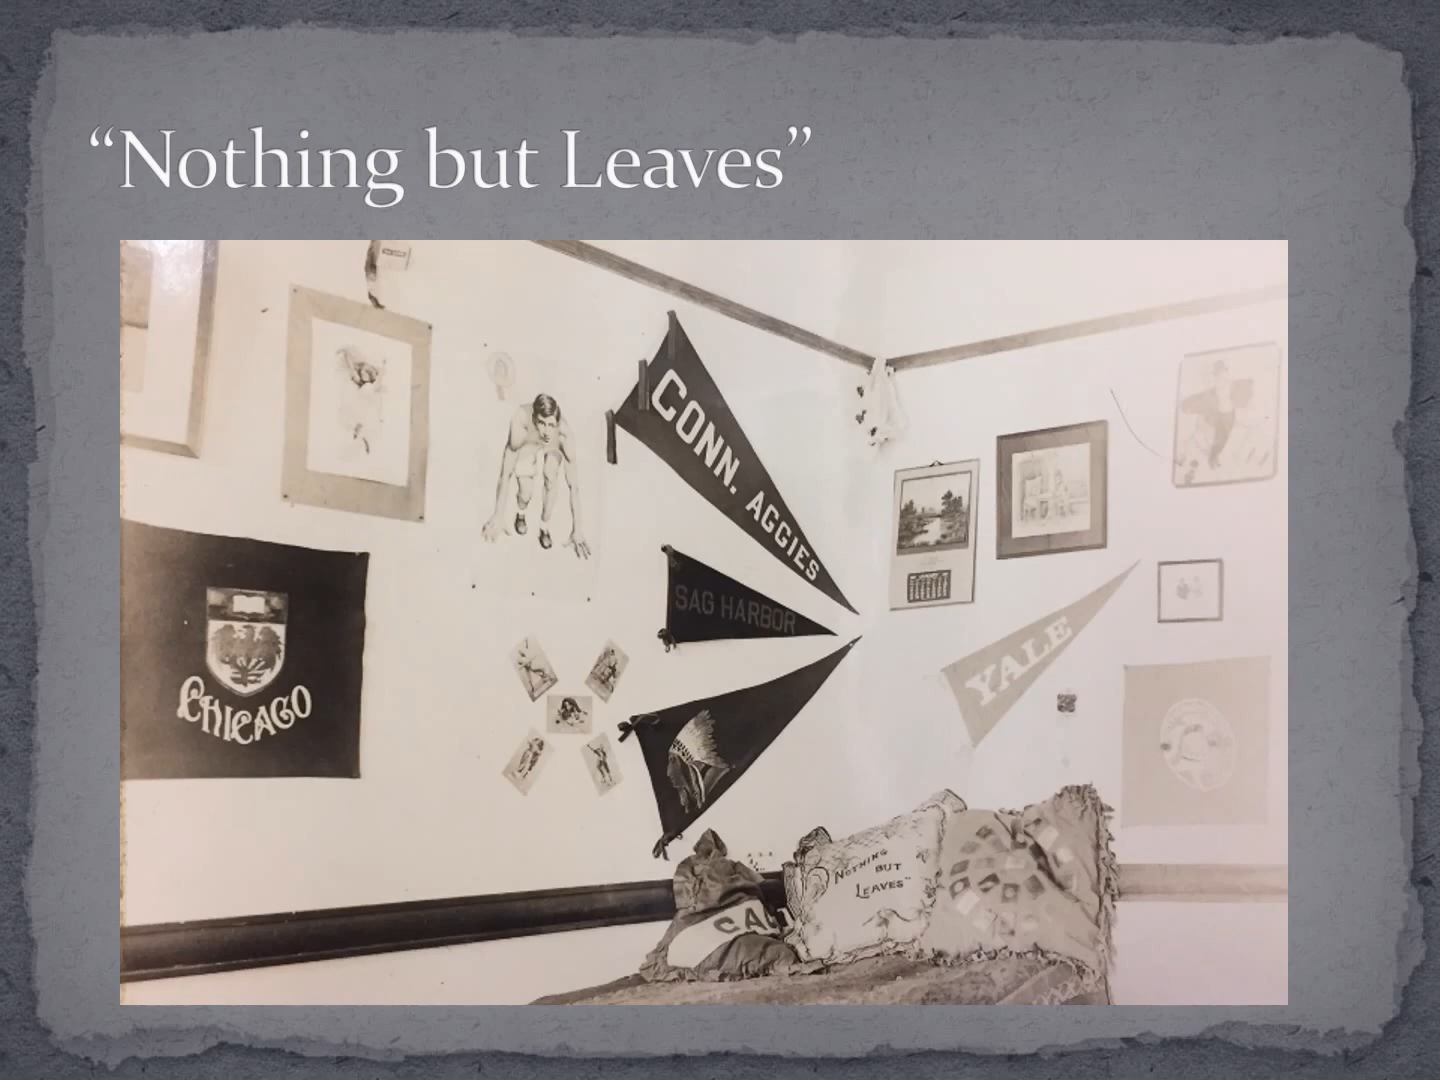 “Nothing but Leaves”
CONN. AGGIES
SAG HARBOR
CHICAGO
YALE
NOTHING
BUT
LEAVES”